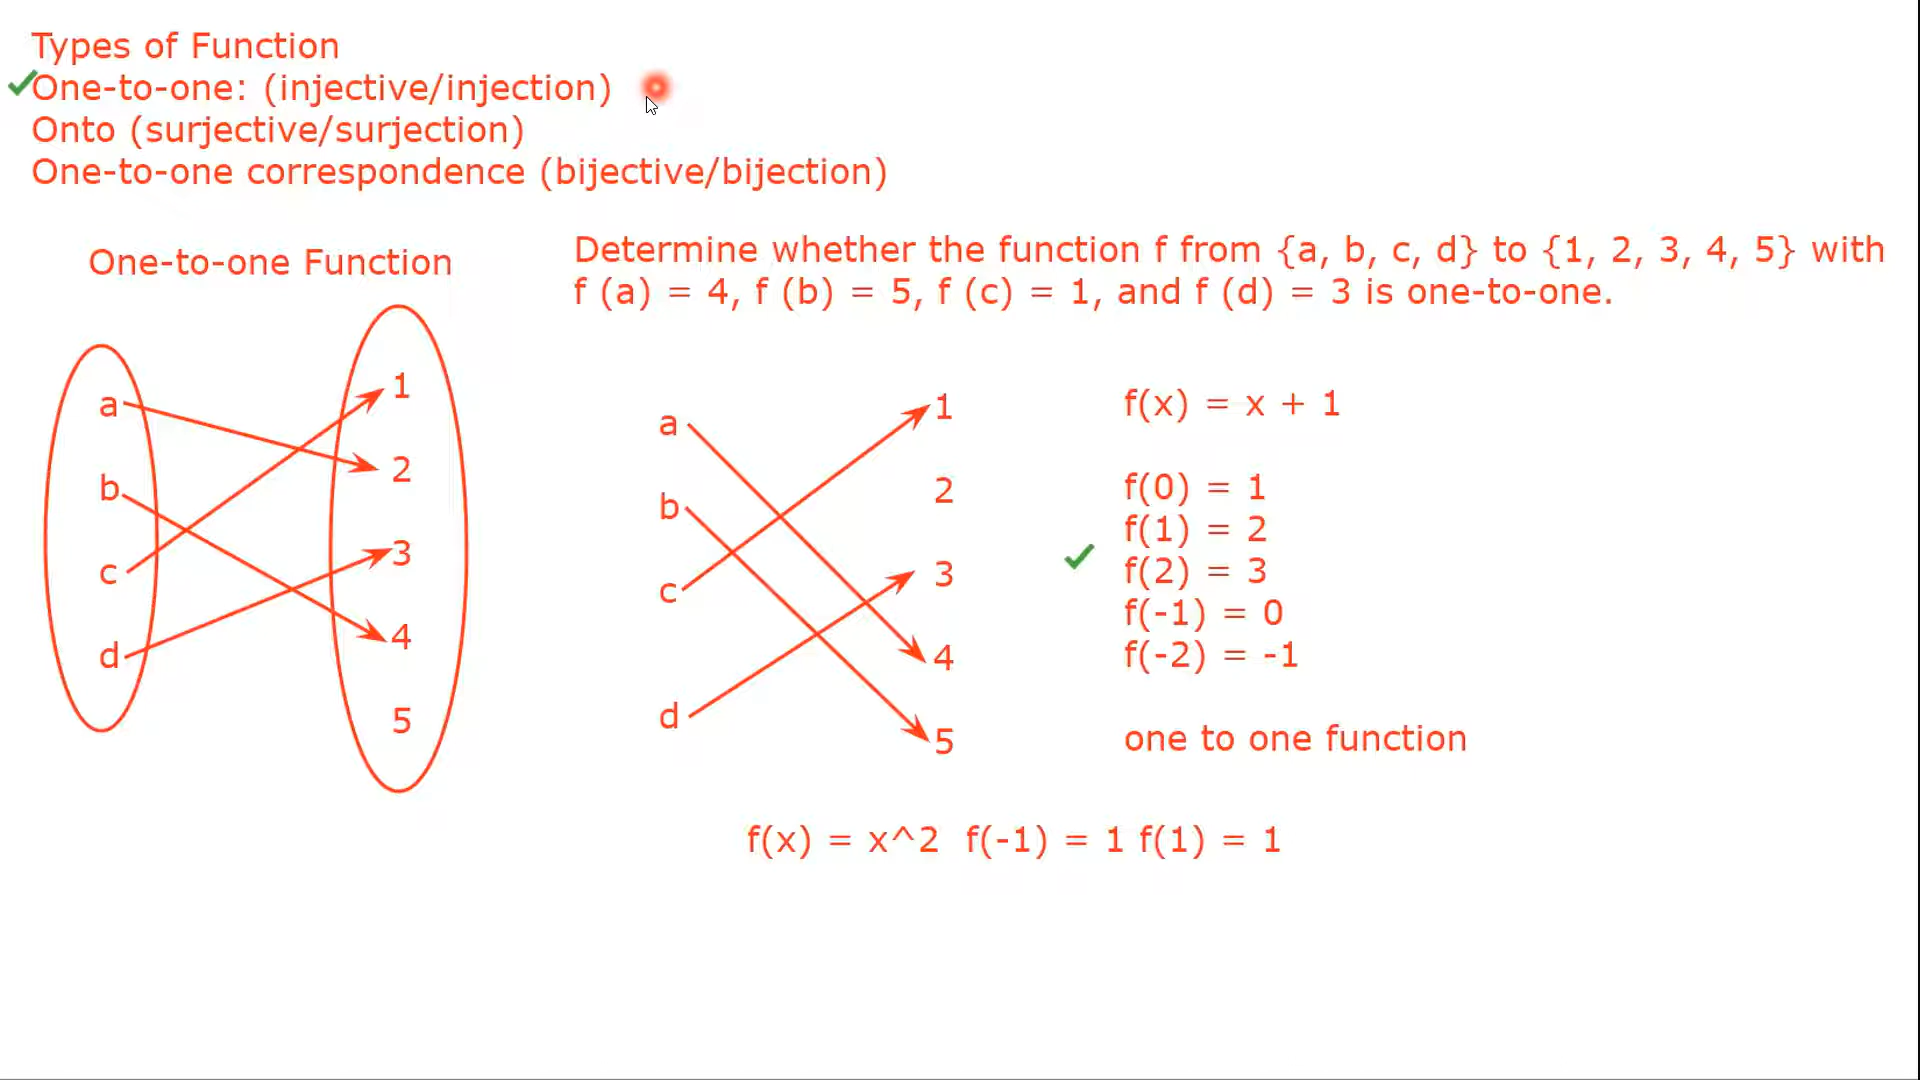 Types of Function
One-to-one: (injective/injection)
Onto (surjective/surjection)
One-to-one correspondence (bijective/bijection)
One-to-one Function
a
b
c
d
1
2
3
4
5
Determine whether the function f from {a, b, c, d} to {1, 2, 3, 4, 5} with
f (a) = 4, f (b) = 5, f (c) = 1, and f (d) = 3 is one-to-one.
a
b
c
d
1
2
3
4
5
f(x) = x + 1
f(0) = 1
f(1) = 2
f(2) = 3
f(-1) = 0
f(-2) = -1
one to one function
f(x) = x^2 f(-1) = 1 f(1) = 1